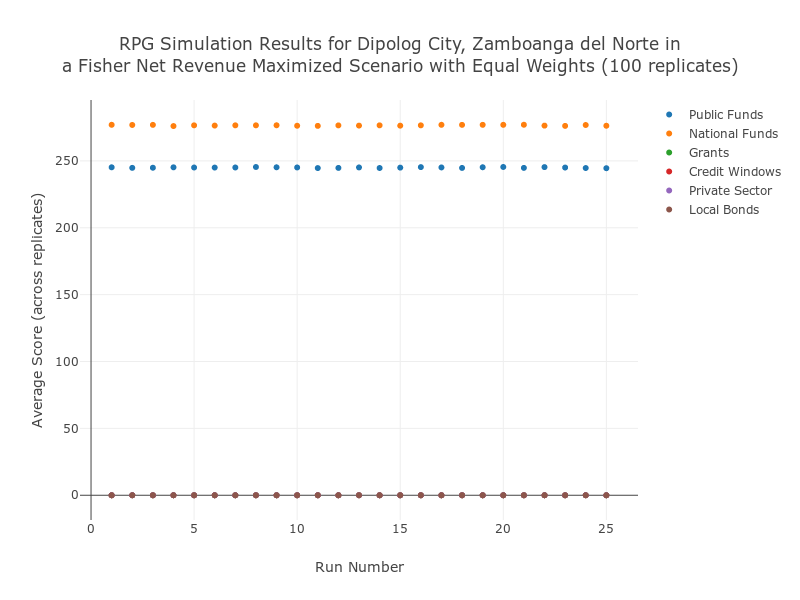 RPG Simulation Results for Dipolog City, Zamboanga del Norte in
a Fisher Net Revenue Maximized Scenario with Equal Weights (100 replicates)
Public Funds
National Funds
Grants
Credit Windows
Private Sector
Local Bonds
Average Score (across replicates)
250
200
150
100
50
0
0
5
10
15
20
25
Run Number